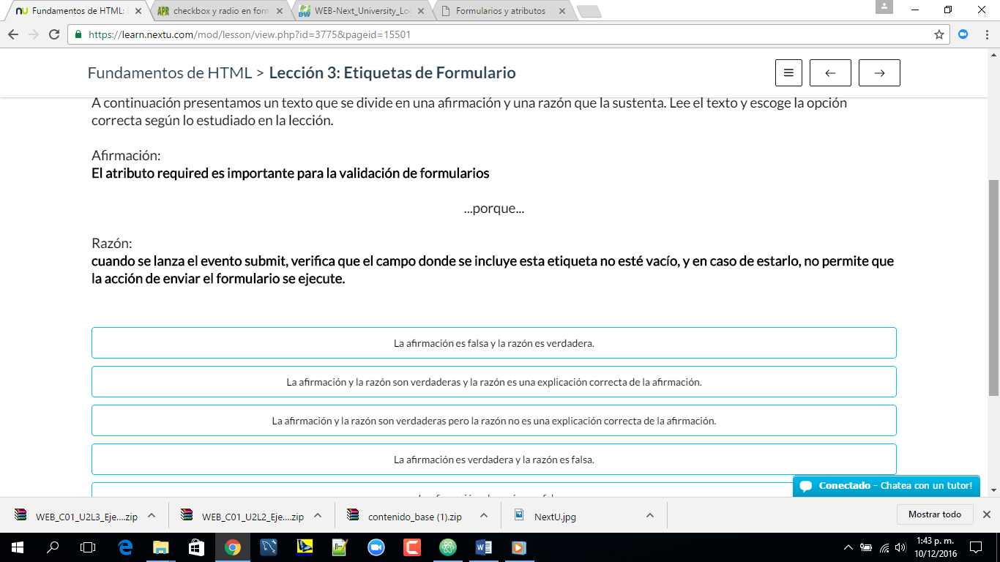 Fundamentos de HTML:
checkbox y radio en form
WEB-Next_University_Lo
Formularios y atributos
https://learn.nextu.com/mod/lesson/view.php?id=3775&pageid=15501
Fundamentos de HTML > Lección 3: Etiquetas de Formulario
A continuación presentamos un texto que se divide en una afirmación y una razón que la sustenta. Lee el texto y escoge la opción
correcta según lo estudiado en la lección.
Afirmación:
El atributo required es importante para la validación de formularios
...porque...
Razón:
cuando se lanza el evento submit, verifica que el campo donde se incluye esta etiqueta no esté vacío, y en caso de estarlo, no permite que
la acción de enviar el formulario se ejecute.
La afirmación es falsa y la razón es verdadera.
La afirmación y la razón son verdaderas y la razón es una explicación correcta de la afirmación.
La afirmación y la razón son verdaderas pero la razón no es una explicación correcta de la afirmación.
La afirmación es verdadera y la razón es falsa.
Conectado - Chatea con un tutor!
WEB_C01_U2L3_Eje....zip
WEB_C01_U2L2_Eje....zip
contenido_base (1).zip
NextU.jpg
Mostrar todo
1:43 p. m.
10/12/2016